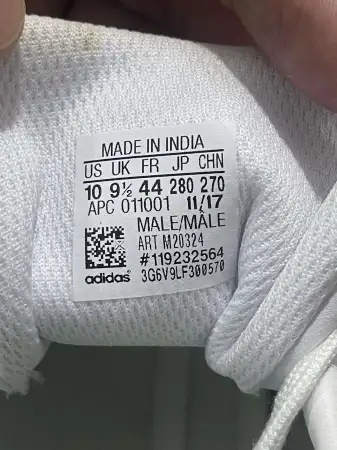 MADE IN INDIA
US UK FR JP CHN
10 9½ 44 280 270
APC 011001 11/17
MALE/MÂLE
ART M20324
#119232564
3G6V9LF300570
adidas